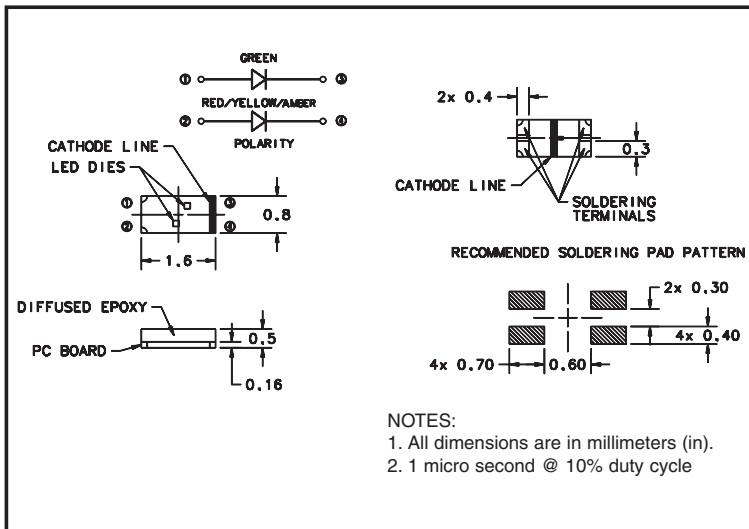 GREEN
① ③
RED/YELLOW/AMBER
② ④
POLARITY
CATHODE LINE
LED DIES
① ③
② ④
0.8
1.6
DIFFUSED EPOXY
PC BOARD
0.5
0.16
2x 0.4
0.3
CATHODE LINE
SOLDERING
TERMINALS
RECOMMENDED SOLDERING PAD PATTERN
2x 0.30
4x 0.40
4x 0.70 0.60
NOTES:
1. All dimensions are in millimeters (in).
2. 1 micro second @ 10% duty cycle